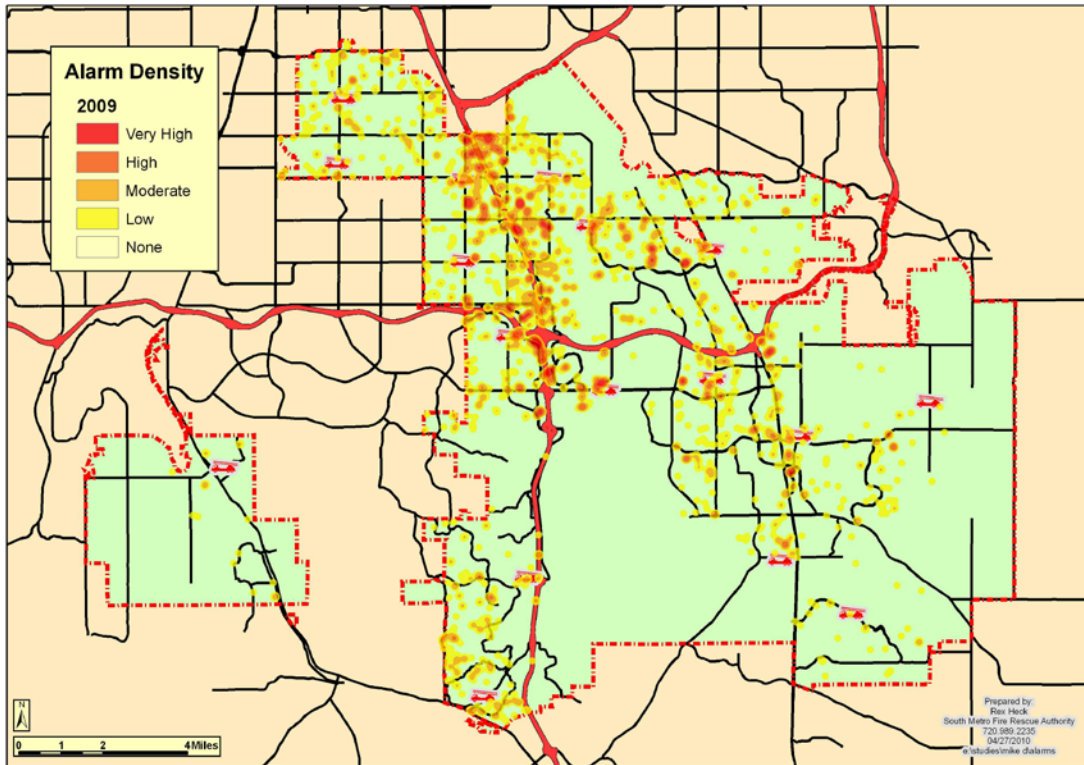 Alarm Density
2009
Very High
High
Moderate
Low
None
N
0 1 2 4 Miles
Prepared by:
Rex Heck
South Metro Fire Rescue Authority
720.989.2235
04/27/2010
e:\studies\mike d\alarms